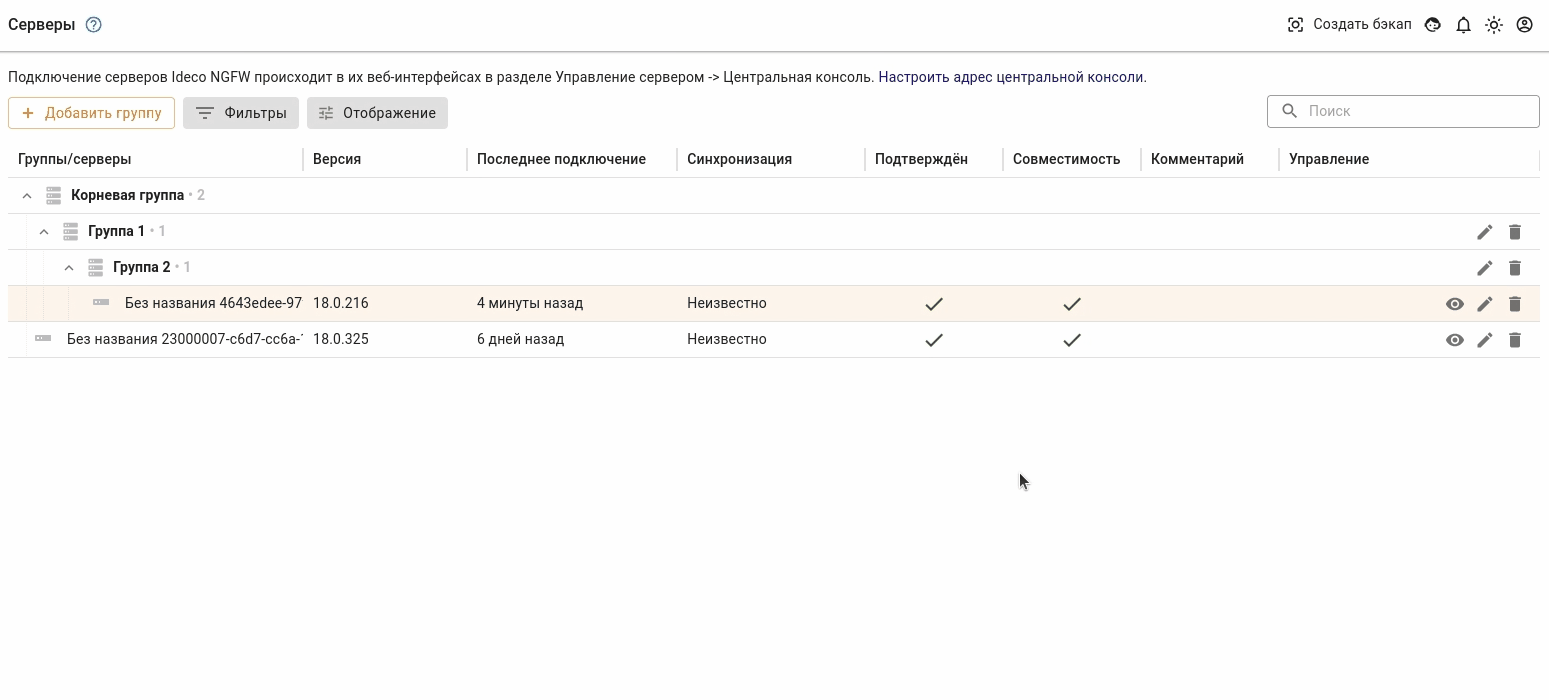 Серверы
Создать бэкап
Подключение серверов Ideco NGFW происходит в их веб-интерфейсах в разделе Управление сервером -> Центральная консоль. Настроить адрес центральной консоли.
+ Добавить группу Фильтры Отображение Поиск
Группы/серверы Версия Последнее подключение Синхронизация Подтверждён Совместимость Комментарий Управление
Корневая группа • 2
Группа 1 • 1
Группа 2 • 1
Без названия 4643edee-97 18.0.216 4 минуты назад Неизвестно
Без названия 23000007-c6d7-cc6a- 18.0.325 6 дней назад Неизвестно